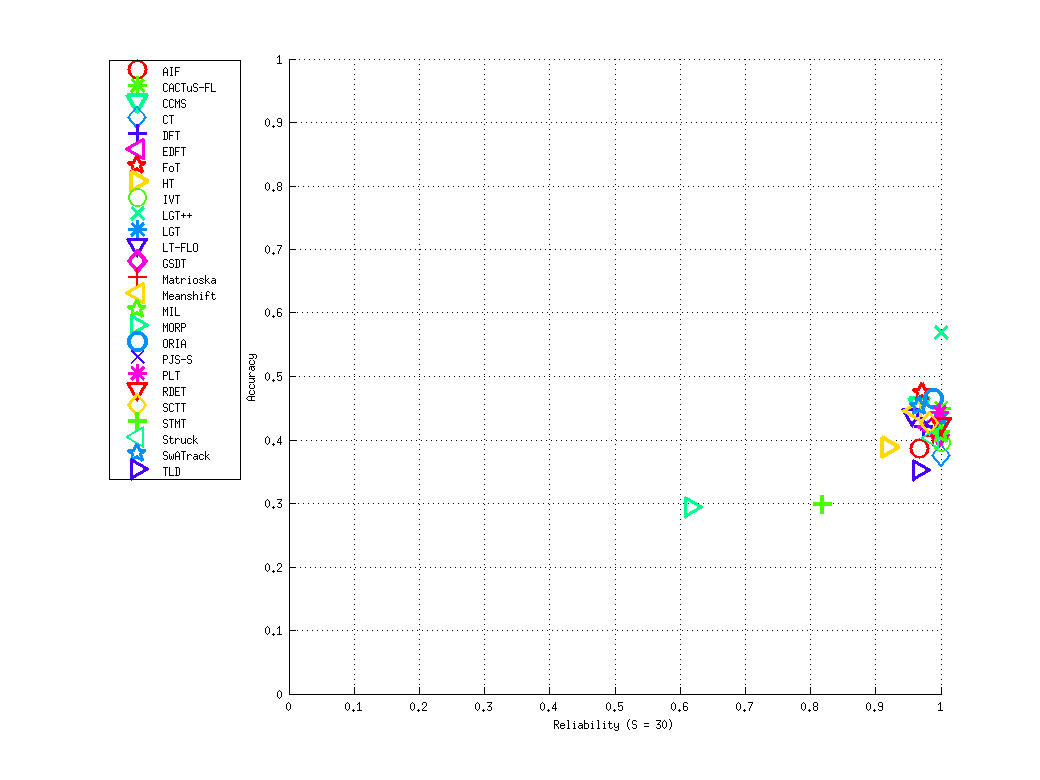 AIF
CACTuS-FL
CCMS
CT
DFT
EDFT
FoT
HT
IVT
LGT++
LGT
LT-FLO
GSDT
Matrioska
Meanshift
MIL
MORP
ORIA
PJS-S
PLT
RDET
SCTT
STMT
Struck
SwATrack
TLD
Accuracy
1
0.9
0.8
0.7
0.6
0.5
0.4
0.3
0.2
0.1
0
0 0.1 0.2 0.3 0.4 0.5 0.6 0.7 0.8 0.9 1
Reliability (S = 30)